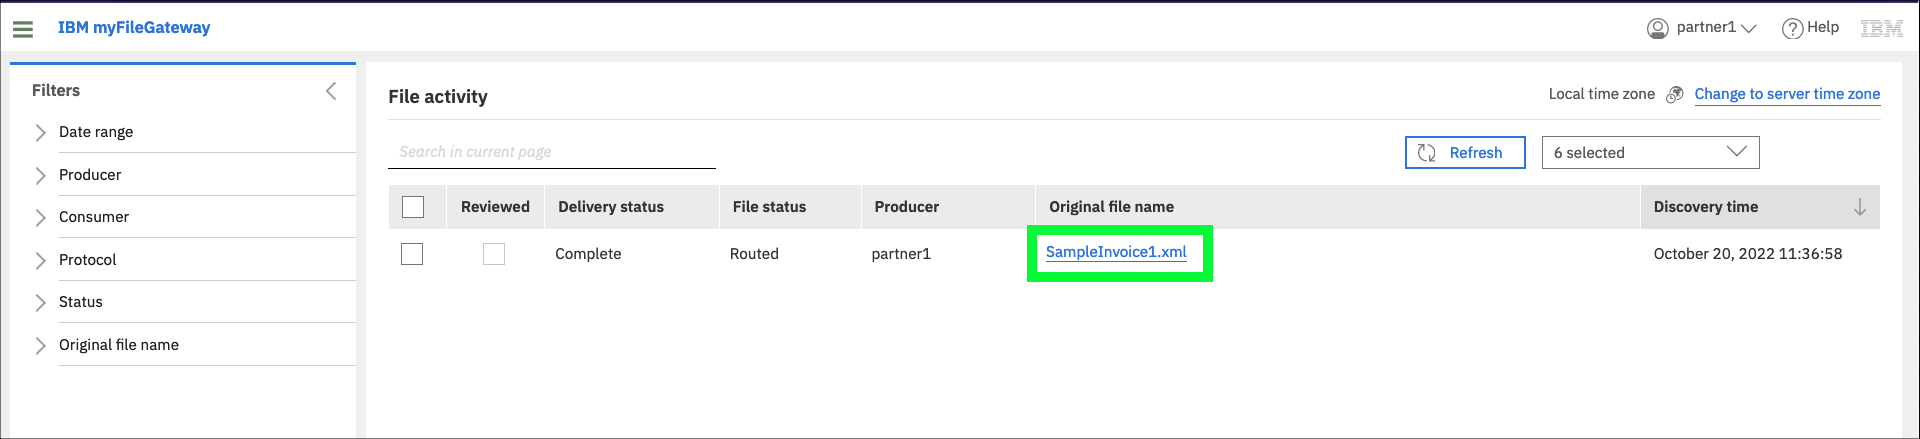 IBM myFileGateway
partner1
Help
IBM
Filters
Date range
Producer
Consumer
Protocol
Status
Original file name
File activity
Local time zone Change to server time zone
Search in current page
Refresh
6 selected
Reviewed Delivery status File status Producer Original file name Discovery time
Complete Routed partner1 SampleInvoice1.xml October 20, 2022 11:36:58